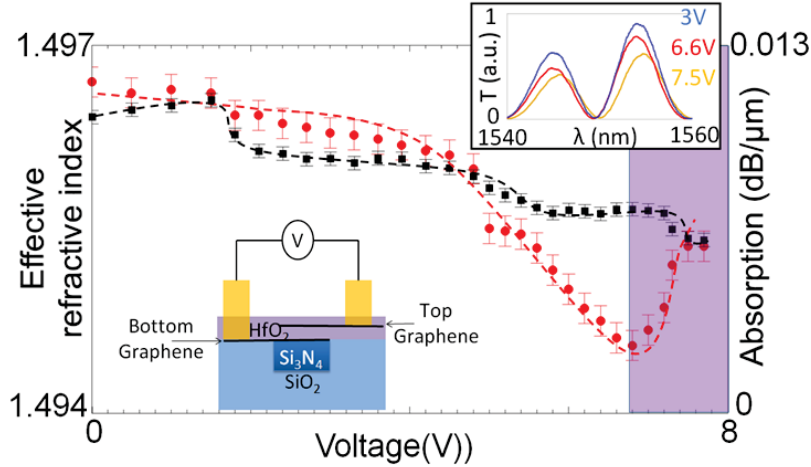 1.497
0.013
1
T (a.u.)
0
3V
6.6V
7.5V
1540
λ (nm)
1560
Effective
refractive index
Absorption (dB/μm)
V
Bottom
Graphene
HfO₂
Top
Graphene
Si₃N₄
SiO₂
1.494
0
0
Voltage(V))
8